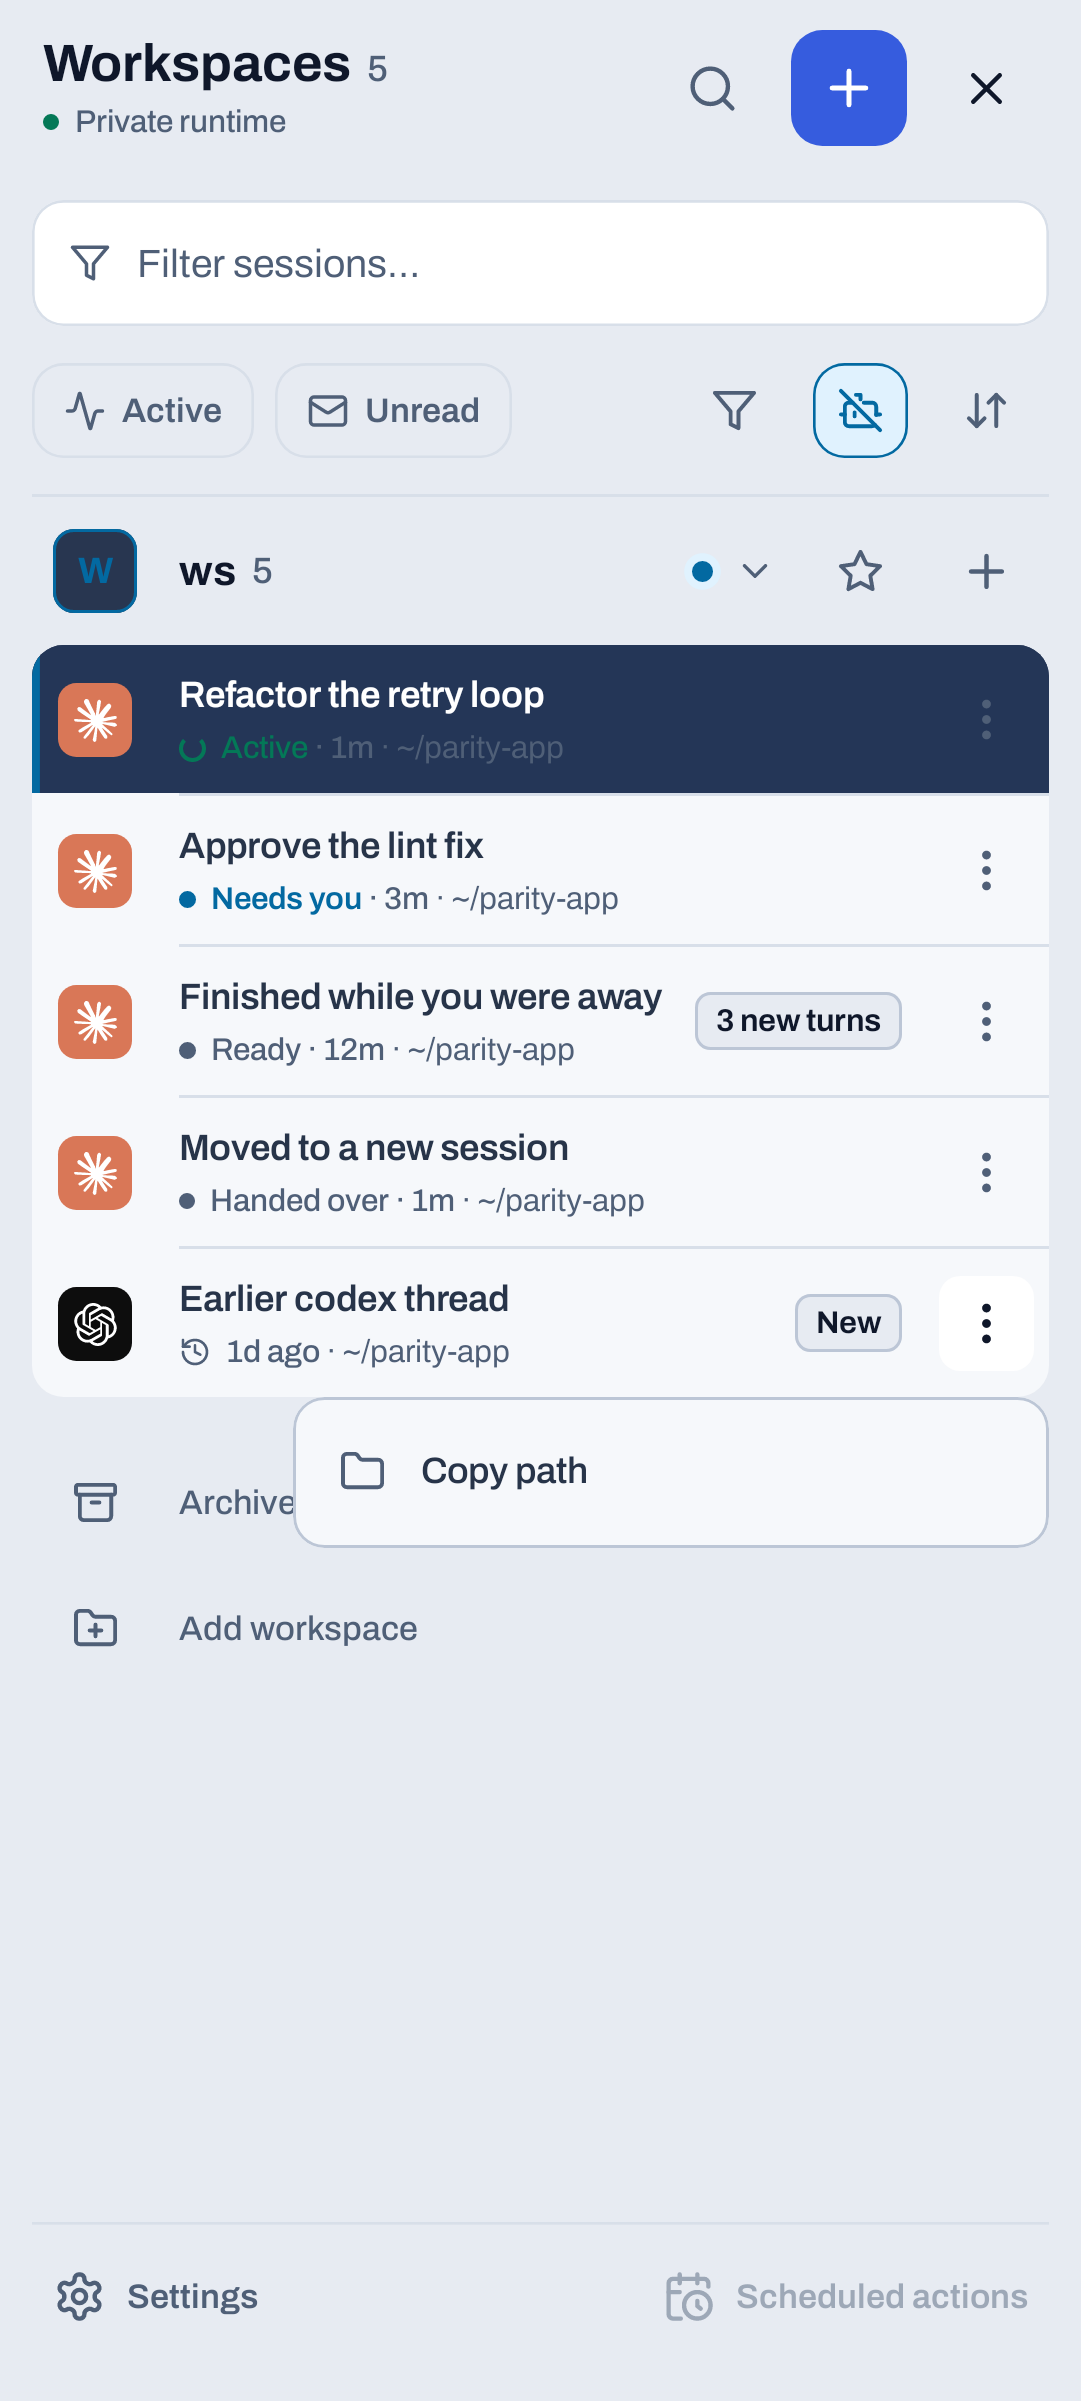 Workspaces 5
Private runtime
Filter sessions...
Active
Unread
W
ws 5
Refactor the retry loop
Active · 1m · ~/parity-app
Approve the lint fix
Needs you · 3m · ~/parity-app
Finished while you were away
3 new turns
Ready · 12m · ~/parity-app
Moved to a new session
Handed over · 1m · ~/parity-app
Earlier codex thread
New
1d ago · ~/parity-app
Copy path
Archive
Add workspace
Settings
Scheduled actions